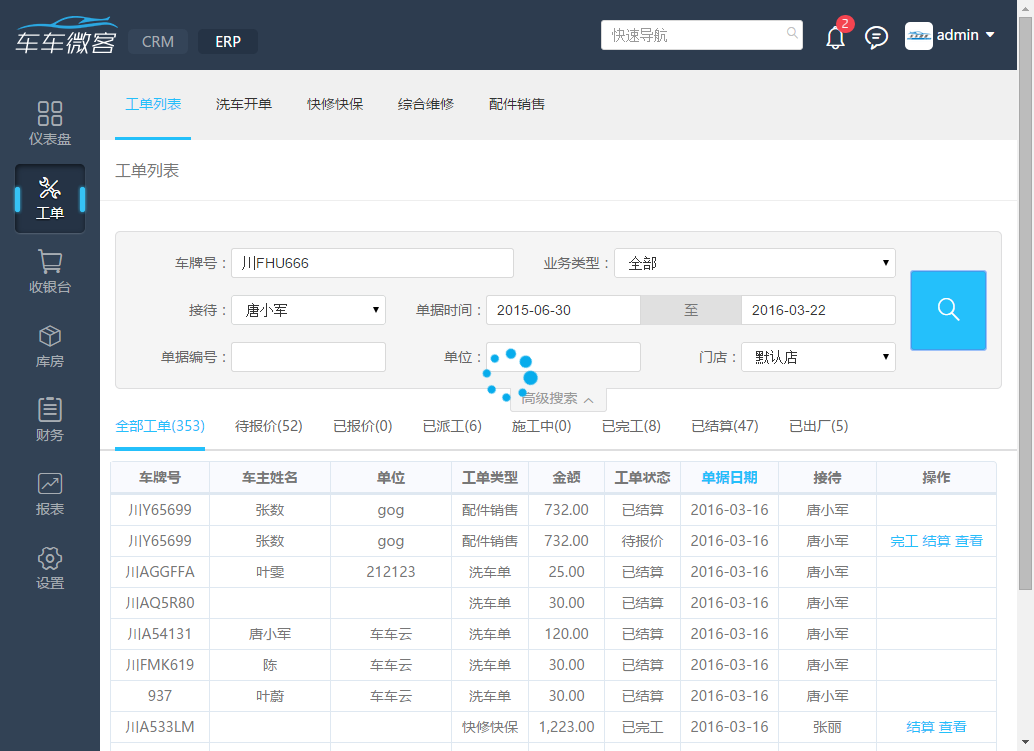 车车微客 CRM ERP 快速导航 2 admin
工单列表 洗车开单 快修快保 综合维修 配件销售
仪表盘
工单
收银台
库房
财务
报表
设置
工单列表
车牌号： 川FHU666 业务类型： 全部
接待： 唐小军 单据时间： 2015-06-30 至 2016-03-22
单据编号： 单位： 门店： 默认店
高级搜索
全部工单(353) 待报价(52) 已报价(0) 已派工(6) 施工中(0) 已完工(8) 已结算(47) 已出厂(5)
车牌号 车主姓名 单位 工单类型 金额 工单状态 单据日期 接待 操作
川Y65699 张数 gog 配件销售 732.00 已结算 2016-03-16 唐小军
川Y65699 张数 gog 配件销售 732.00 待报价 2016-03-16 唐小军 完工 结算 查看
川AGGFFA 叶雯 212123 洗车单 25.00 已结算 2016-03-16 唐小军
川AQ5R80 洗车单 30.00 已结算 2016-03-16 唐小军
川A54131 唐小军 车车云 洗车单 120.00 已结算 2016-03-16 唐小军
川FMK619 陈 车车云 洗车单 30.00 已结算 2016-03-16 唐小军
937 叶蔚 车车云 洗车单 30.00 已结算 2016-03-16 唐小军
川A533LM 快修快保 1,223.00 已完工 2016-03-16 张丽 结算 查看